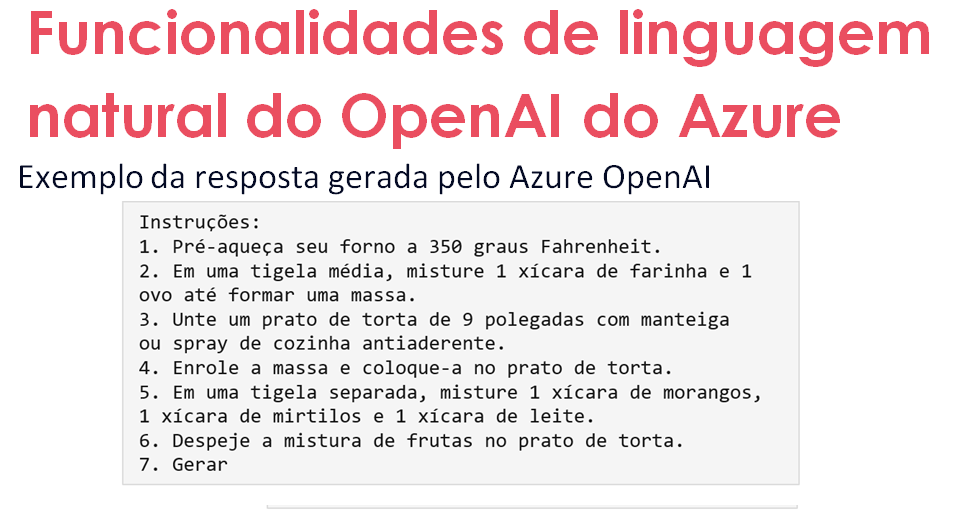 Funcionalidades de linguagem
natural do OpenAI do Azure
Exemplo da resposta gerada pelo Azure OpenAI
Instruções:
1. Pré-aqueça seu forno a 350 graus Fahrenheit.
2. Em uma tigela média, misture 1 xícara de farinha e 1
ovo até formar uma massa.
3. Unte um prato de torta de 9 polegadas com manteiga
ou spray de cozinha antiaderente.
4. Enrole a massa e coloque-a no prato de torta.
5. Em uma tigela separada, misture 1 xícara de morangos,
1 xícara de mirtilos e 1 xícara de leite.
6. Despeje a mistura de frutas no prato de torta.
7. Gerar